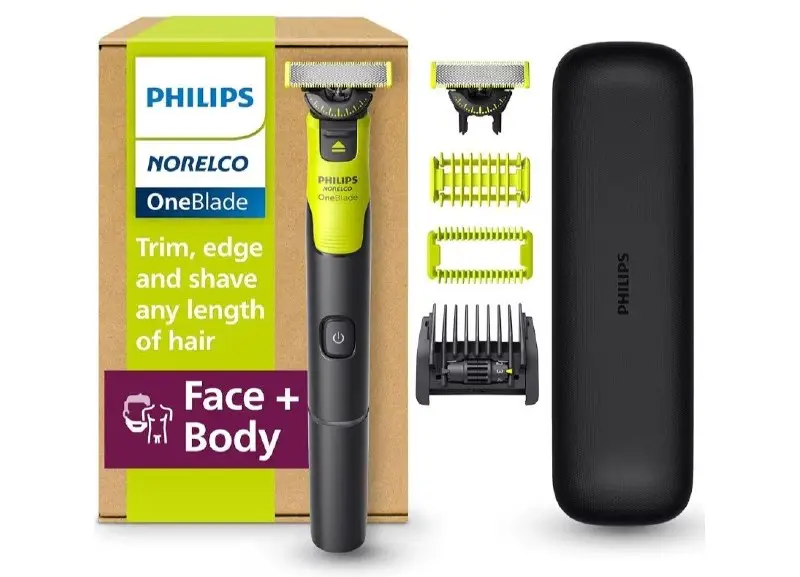 PHILIPS
NORELCO
OneBlade
Trim, edge
and shave
any length
of hair
Face +
Body
PHILIPS
NORELCO
OneBlade
PHILIPS